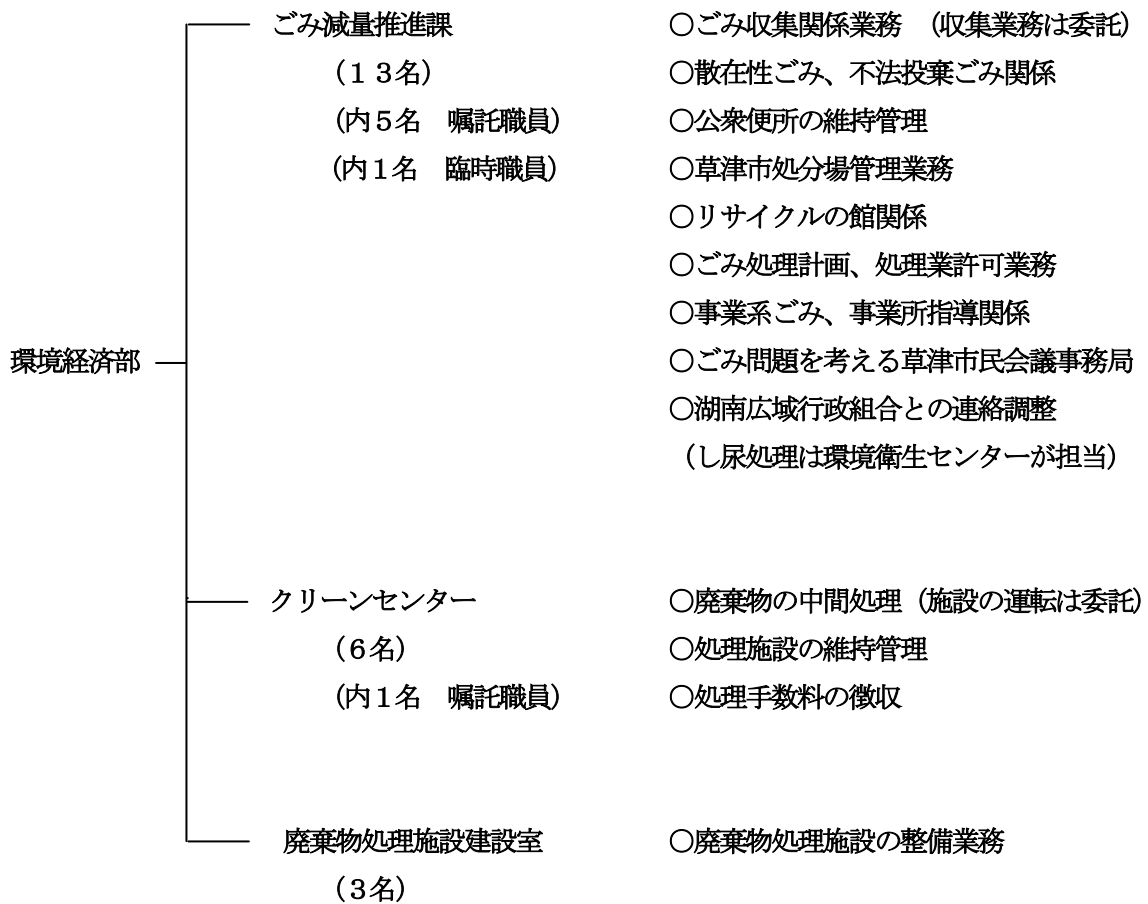 ごみ減量推進課　○ごみ収集関係業務　（収集業務は委託）
（１３名）　○散在性ごみ、不法投棄ごみ関係
（内５名　嘱託職員）　○公衆便所の維持管理
（内１名　臨時職員）　○草津市処分場管理業務
○リサイクルの館関係
○ごみ処理計画、処理業許可業務
○事業系ごみ、事業所指導関係
環境経済部　○ごみ問題を考える草津市民会議事務局
○湖南広域行政組合との連絡調整
（し尿処理は環境衛生センターが担当）
クリーンセンター　○廃棄物の中間処理（施設の運転は委託）
（６名）　○処理施設の維持管理
（内１名　嘱託職員）　○処理手数料の徴収
廃棄物処理施設建設室　○廃棄物処理施設の整備業務
（３名）